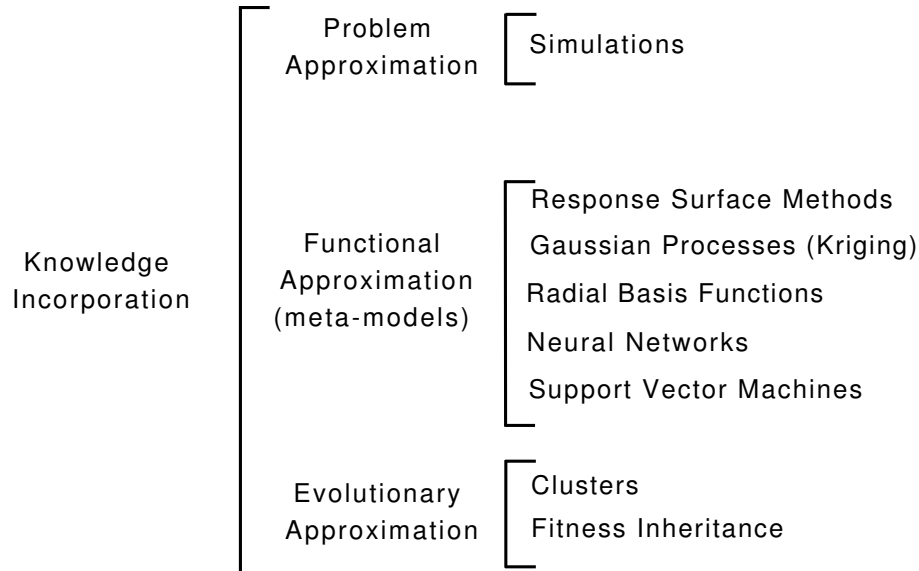 Problem
Approximation
Simulations
Knowledge
Incorporation
Functional
Approximation
(meta-models)
Response Surface Methods
Gaussian Processes (Kriging)
Radial Basis Functions
Neural Networks
Support Vector Machines
Evolutionary
Approximation
Clusters
Fitness Inheritance